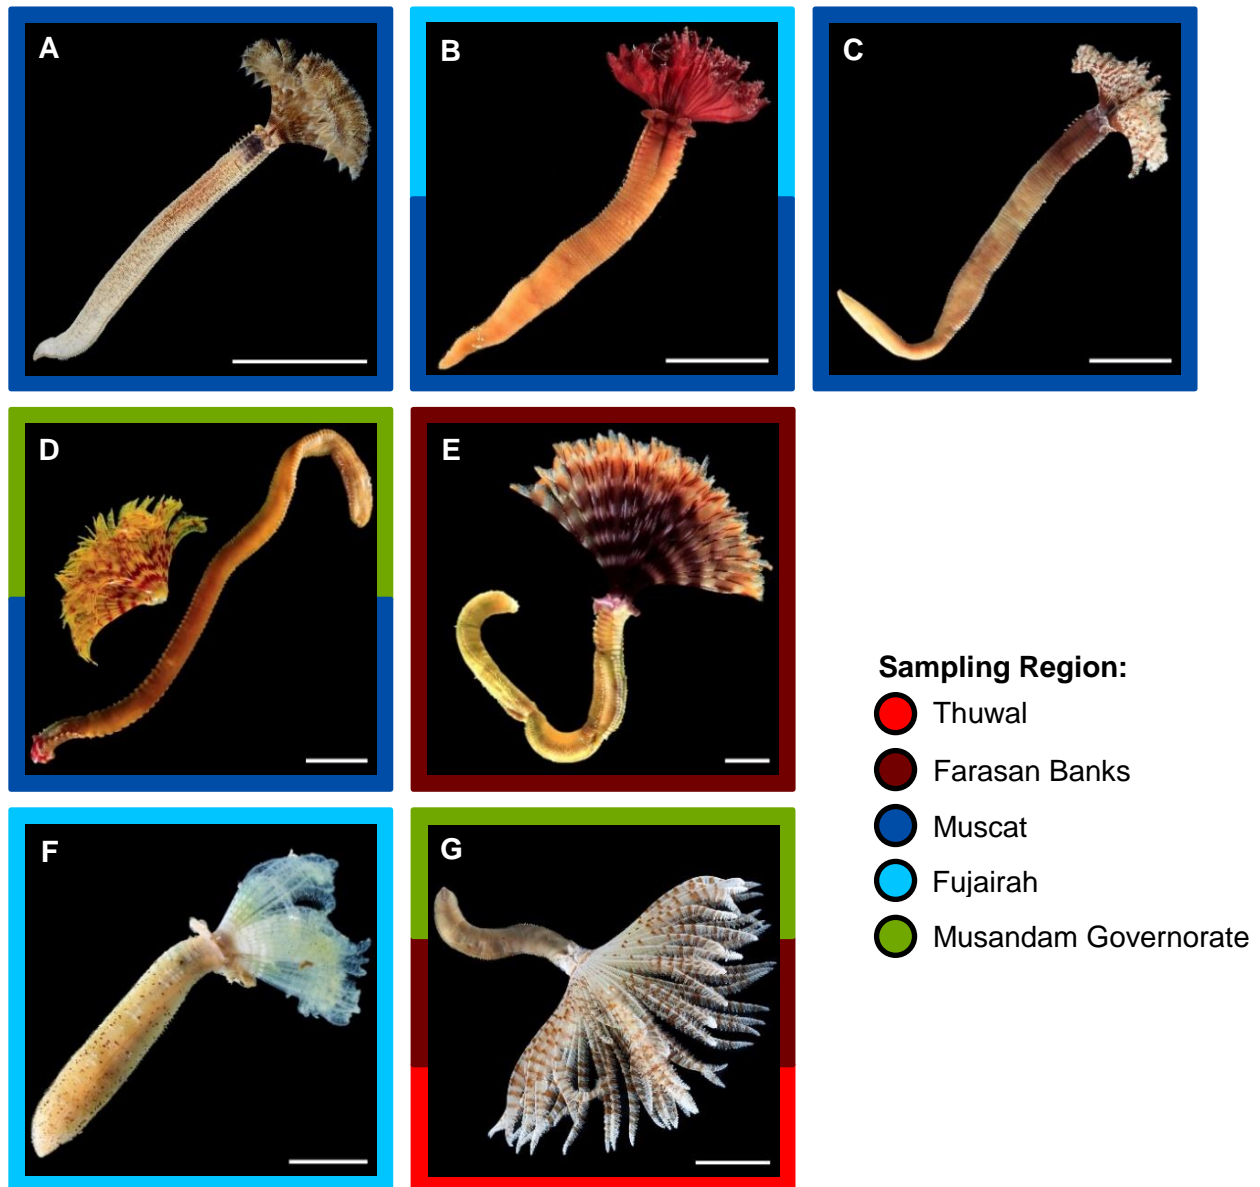 A
B
C
D
E
F
G
Sampling Region:
Thuwal
Farasan Banks
Muscat
Fujairah
Musandam Governorate